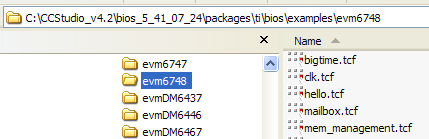 C:\CCStudio_v4.2\bios_5_41_07_24\packages\ti\bios\examples\evm6748
evm6747
evm6748
evmDM6437
evmDM6446
evmDM6467
bigtime.tcf
clk.tcf
hello.tcf
mailbox.tcf
mem_management.tcf